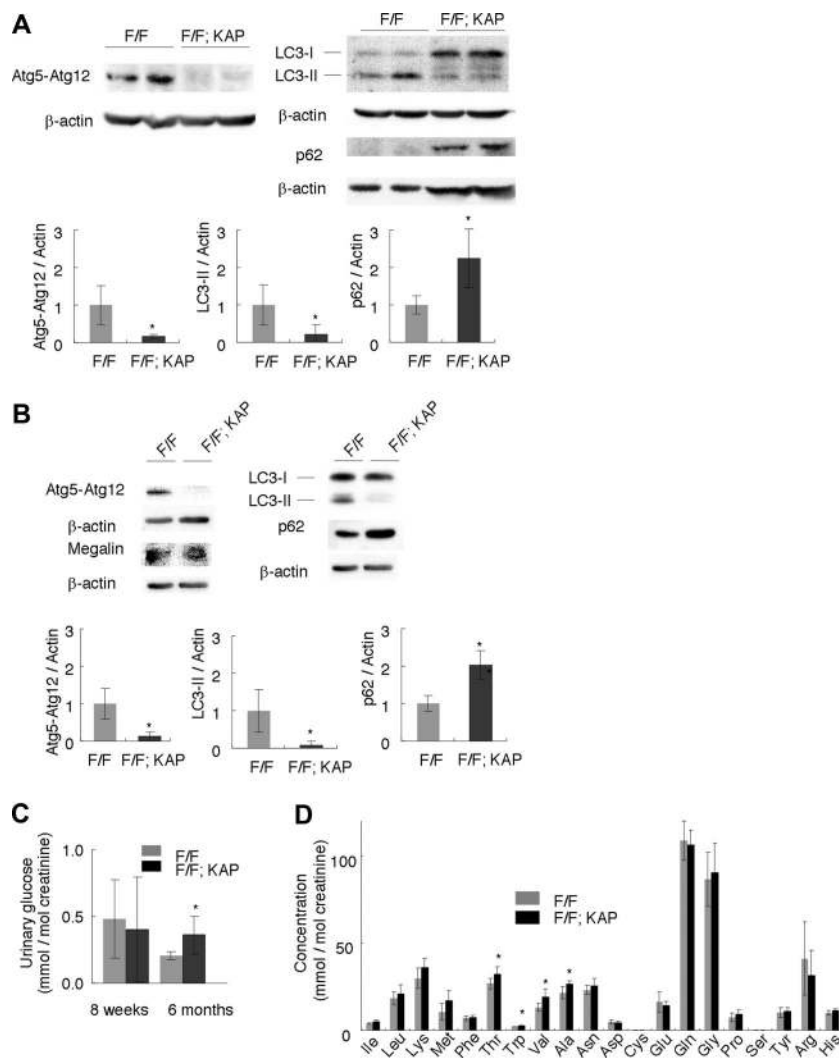 A
F/F F/F; KAP
Atg5-Atg12
β-actin
F/F F/F; KAP
LC3-I
LC3-II
β-actin
p62
β-actin
Atg5-Atg12 / Actin
3
2
1
0
*
F/F F/F; KAP
LC3-II / Actin
3
2
1
0
*
F/F F/F; KAP
p62 / Actin
3
2
1
0
*
F/F F/F; KAP
B
F/F F/F; KAP
Atg5-Atg12
β-actin
Megalin
β-actin
F/F F/F; KAP
LC3-I
LC3-II
p62
β-actin
Atg5-Atg12 / Actin
3
2
1
0
*
F/F F/F; KAP
LC3-II / Actin
3
2
1
0
*
F/F F/F; KAP
p62 / Actin
3
2
1
0
*
*
F/F F/F; KAP
C
Urinary glucose
(mmol / mol creatinine)
1.0
0.5
0.0
F/F
F/F; KAP
*
8 weeks 6 months
D
Concentration
(mmol / mol creatinine)
100
50
0
F/F
F/F; KAP
* * * *
Ile Leu Lys Met Phe Thr Trp Val Ala Asn Asp Cys Glu Gln Gly Pro Ser Tyr Arg His